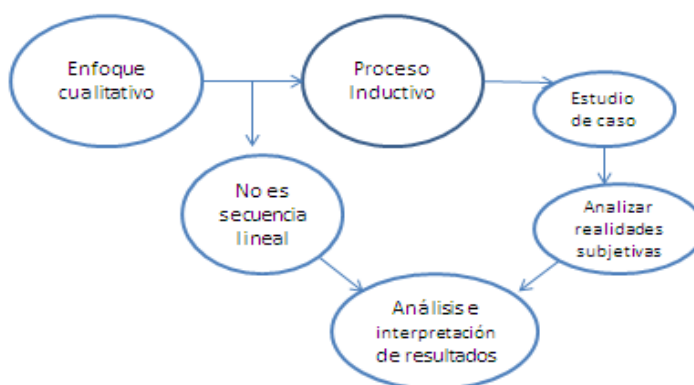 Enfoque
cualitativo
Proceso
Inductivo
Estudio
de caso
No es
secuencia
lineal
Analizar
realidades
subjetivas
Análisis e
interpretación
de resultados